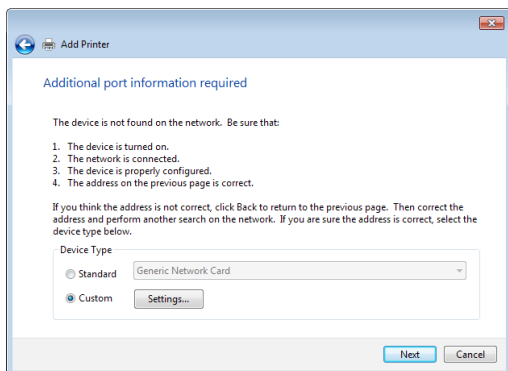 Add Printer
Additional port information required
The device is not found on the network. Be sure that:
1. The device is turned on.
2. The network is connected.
3. The device is properly configured.
4. The address on the previous page is correct.
If you think the address is not correct, click Back to return to the previous page. Then correct the
address and perform another search on the network. If you are sure the address is correct, select the
device type below.
Device Type
Standard
Generic Network Card
Custom
Settings...
Next
Cancel